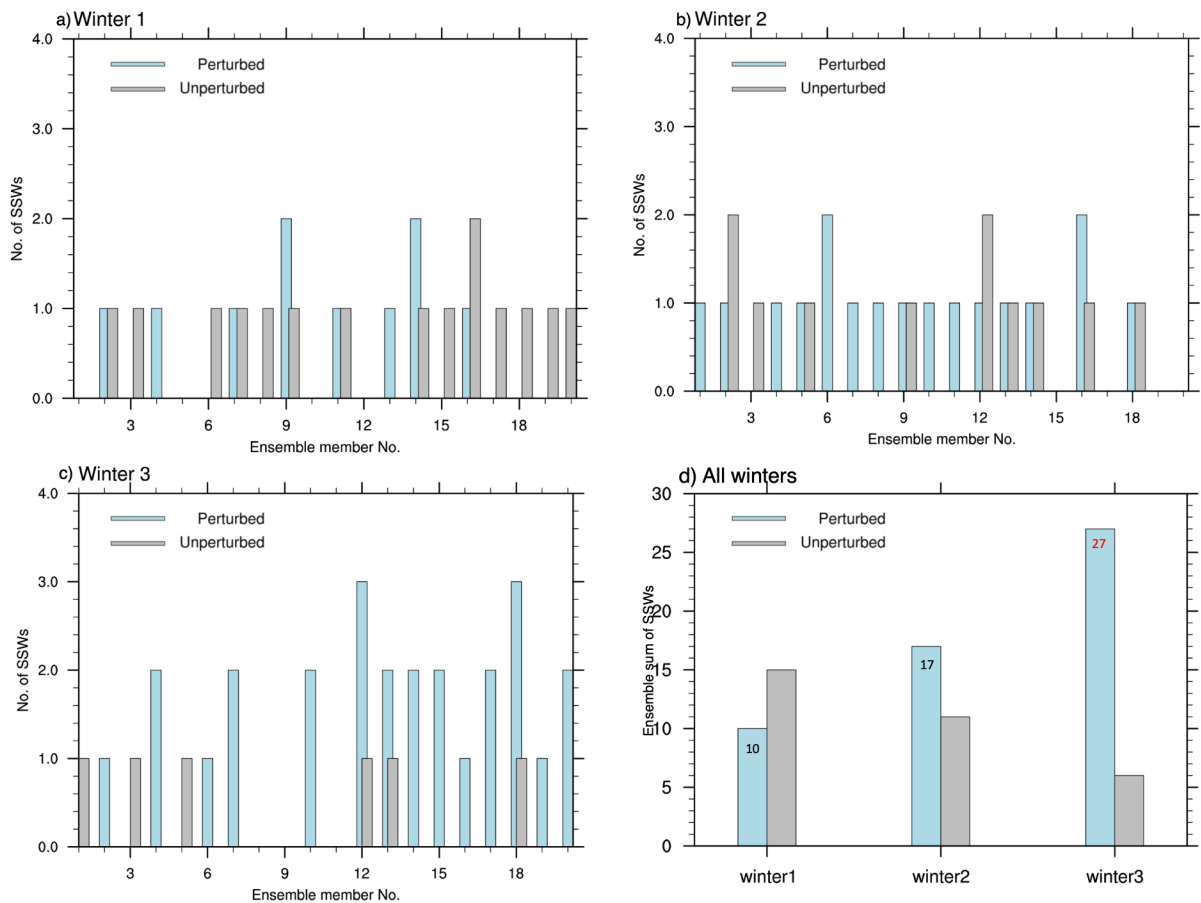 a) Winter 1
4.0
3.0
2.0
1.0
0.0
No. of SSWs
Perturbed
Unperturbed
3 6 9 12 15 18
Ensemble member No.
b) Winter 2
4.0
3.0
2.0
1.0
0.0
No. of SSWs
Perturbed
Unperturbed
3 6 9 12 15 18
Ensemble member No.
c) Winter 3
4.0
3.0
2.0
1.0
0.0
No. of SSWs
Perturbed
Unperturbed
3 6 9 12 15 18
Ensemble member No.
d) All winters
30
25
20
15
10
5
0
Ensemble sum of SSWs
Perturbed
Unperturbed
10
17
27
winter1 winter2 winter3